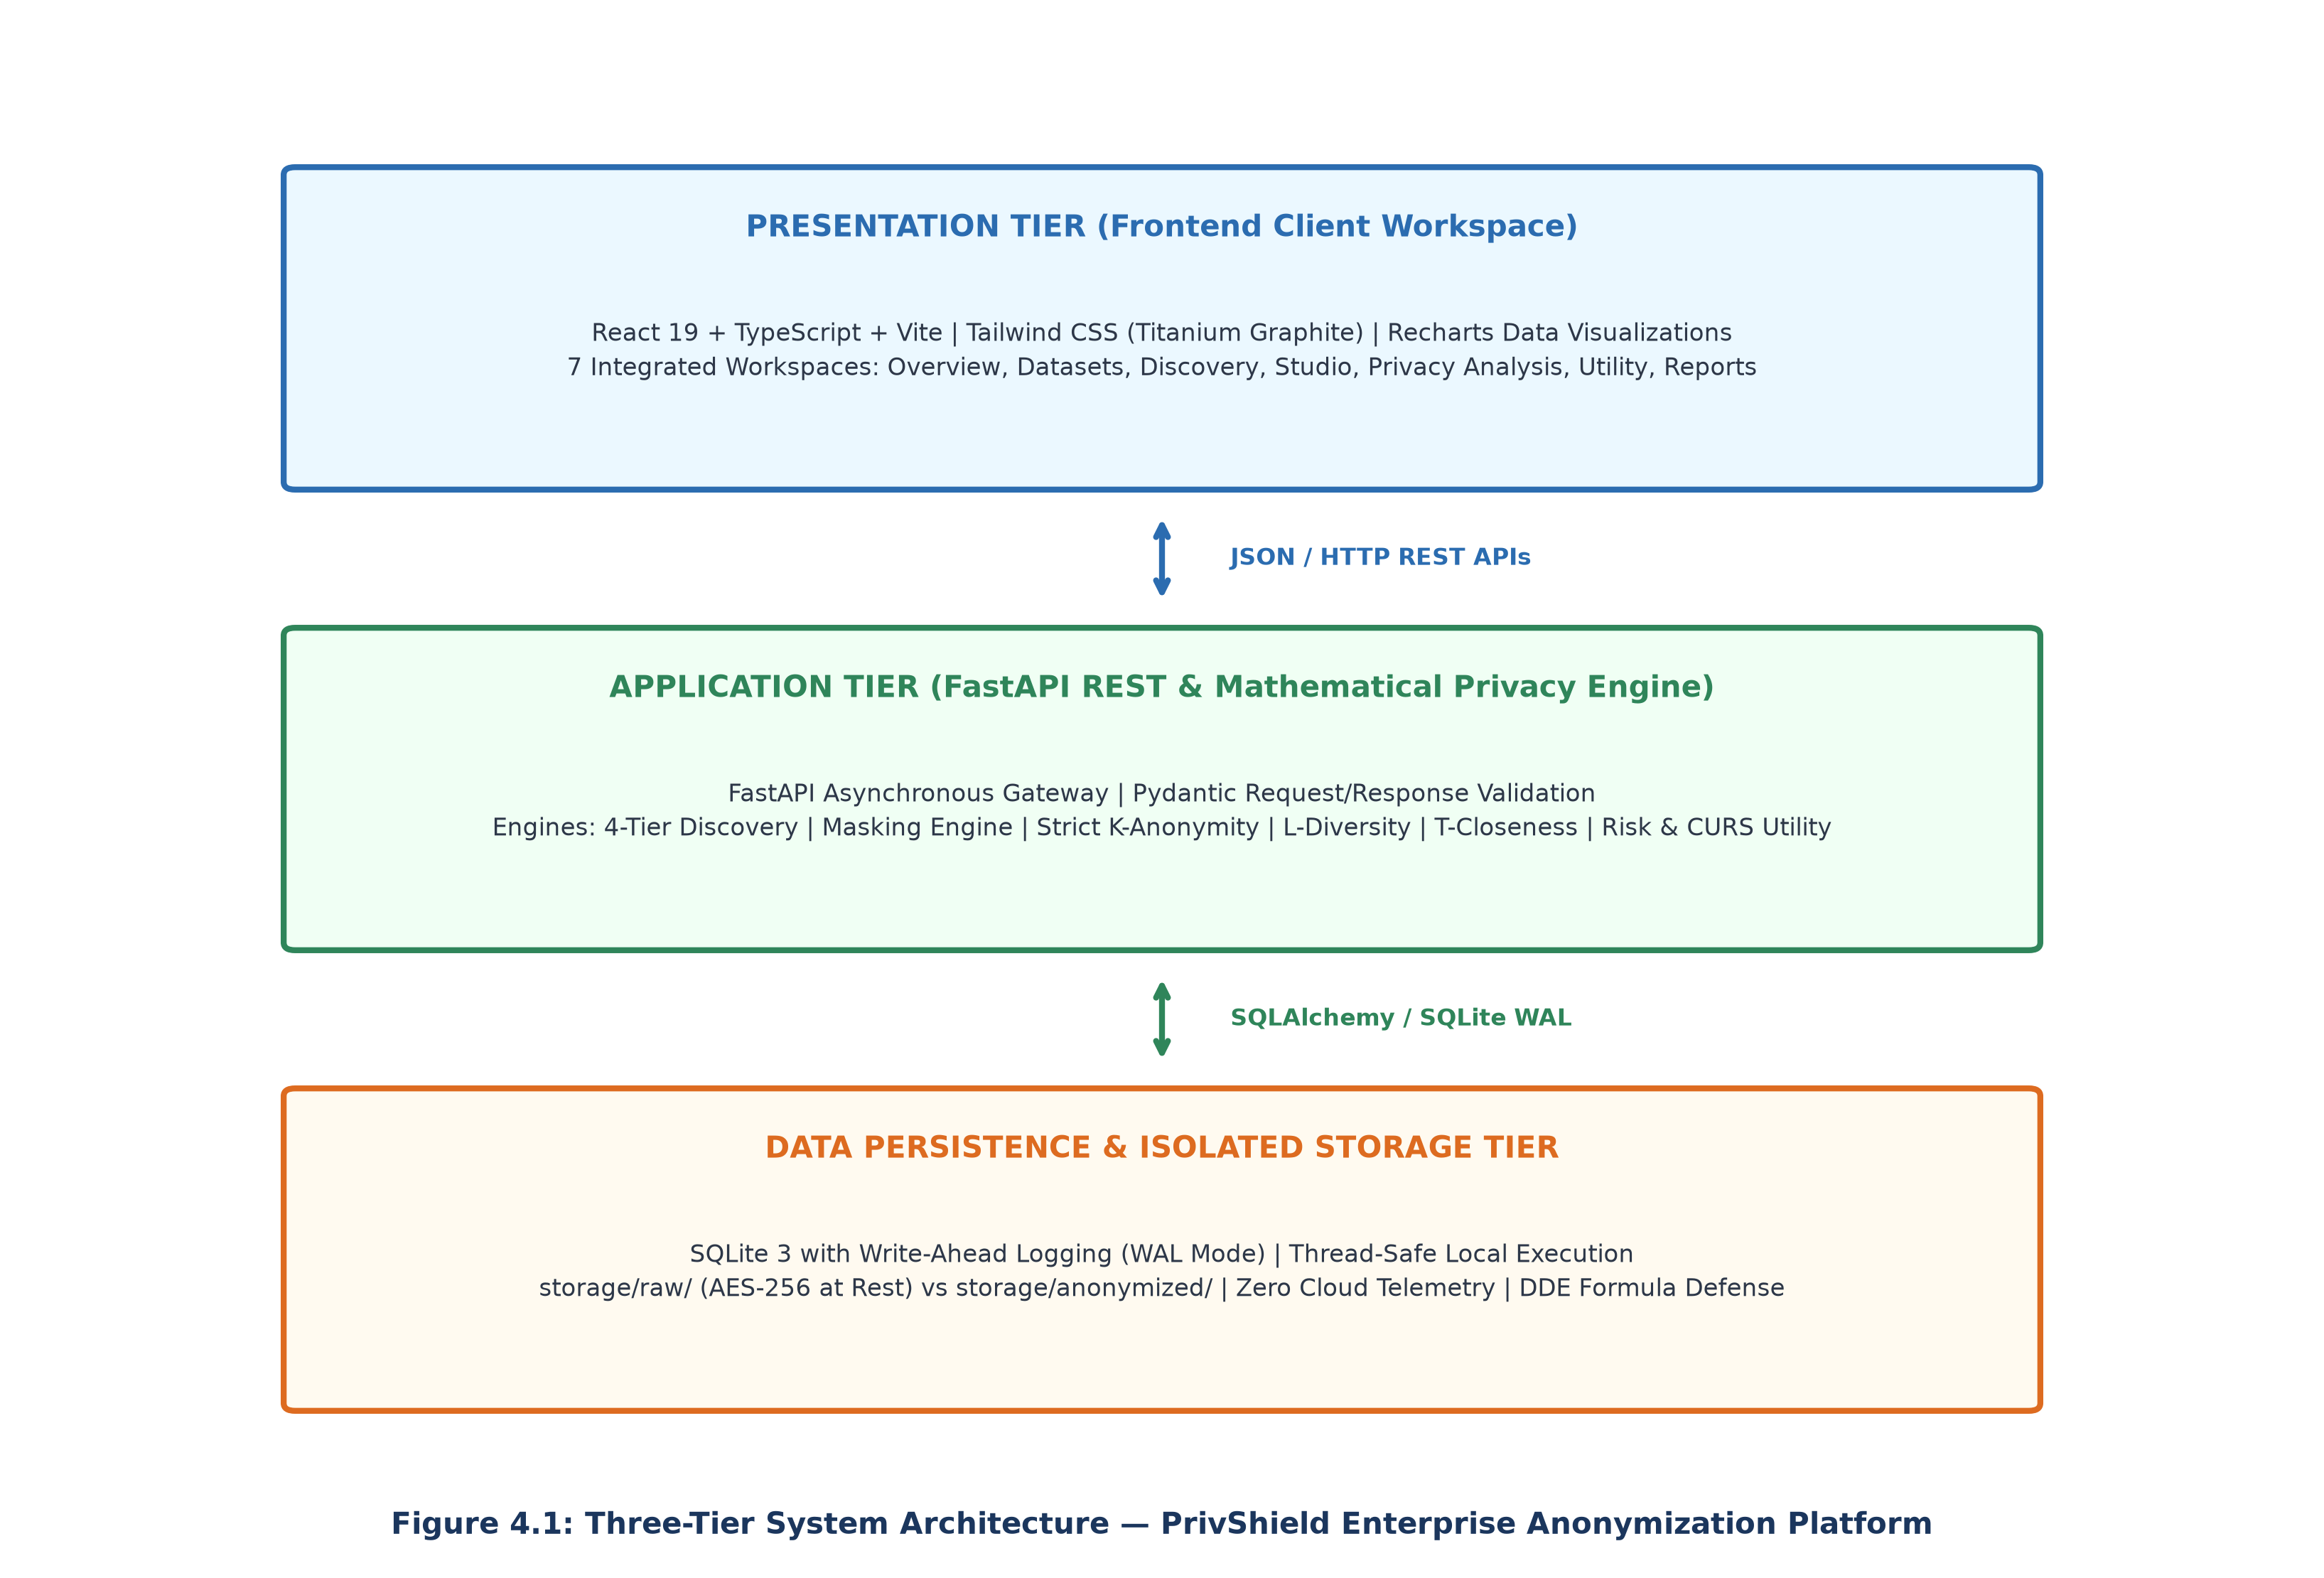 PRESENTATION TIER (Frontend Client Workspace)
React 19 + TypeScript + Vite | Tailwind CSS (Titanium Graphite) | Recharts Data Visualizations
7 Integrated Workspaces: Overview, Datasets, Discovery, Studio, Privacy Analysis, Utility, Reports
JSON / HTTP REST APIs
APPLICATION TIER (FastAPI REST & Mathematical Privacy Engine)
FastAPI Asynchronous Gateway | Pydantic Request/Response Validation
Engines: 4-Tier Discovery | Masking Engine | Strict K-Anonymity | L-Diversity | T-Closeness | Risk & CURS Utility
SQLAlchemy / SQLite WAL
DATA PERSISTENCE & ISOLATED STORAGE TIER
SQLite 3 with Write-Ahead Logging (WAL Mode) | Thread-Safe Local Execution
storage/raw/ (AES-256 at Rest) vs storage/anonymized/ | Zero Cloud Telemetry | DDE Formula Defense
Figure 4.1: Three-Tier System Architecture — PrivShield Enterprise Anonymization Platform